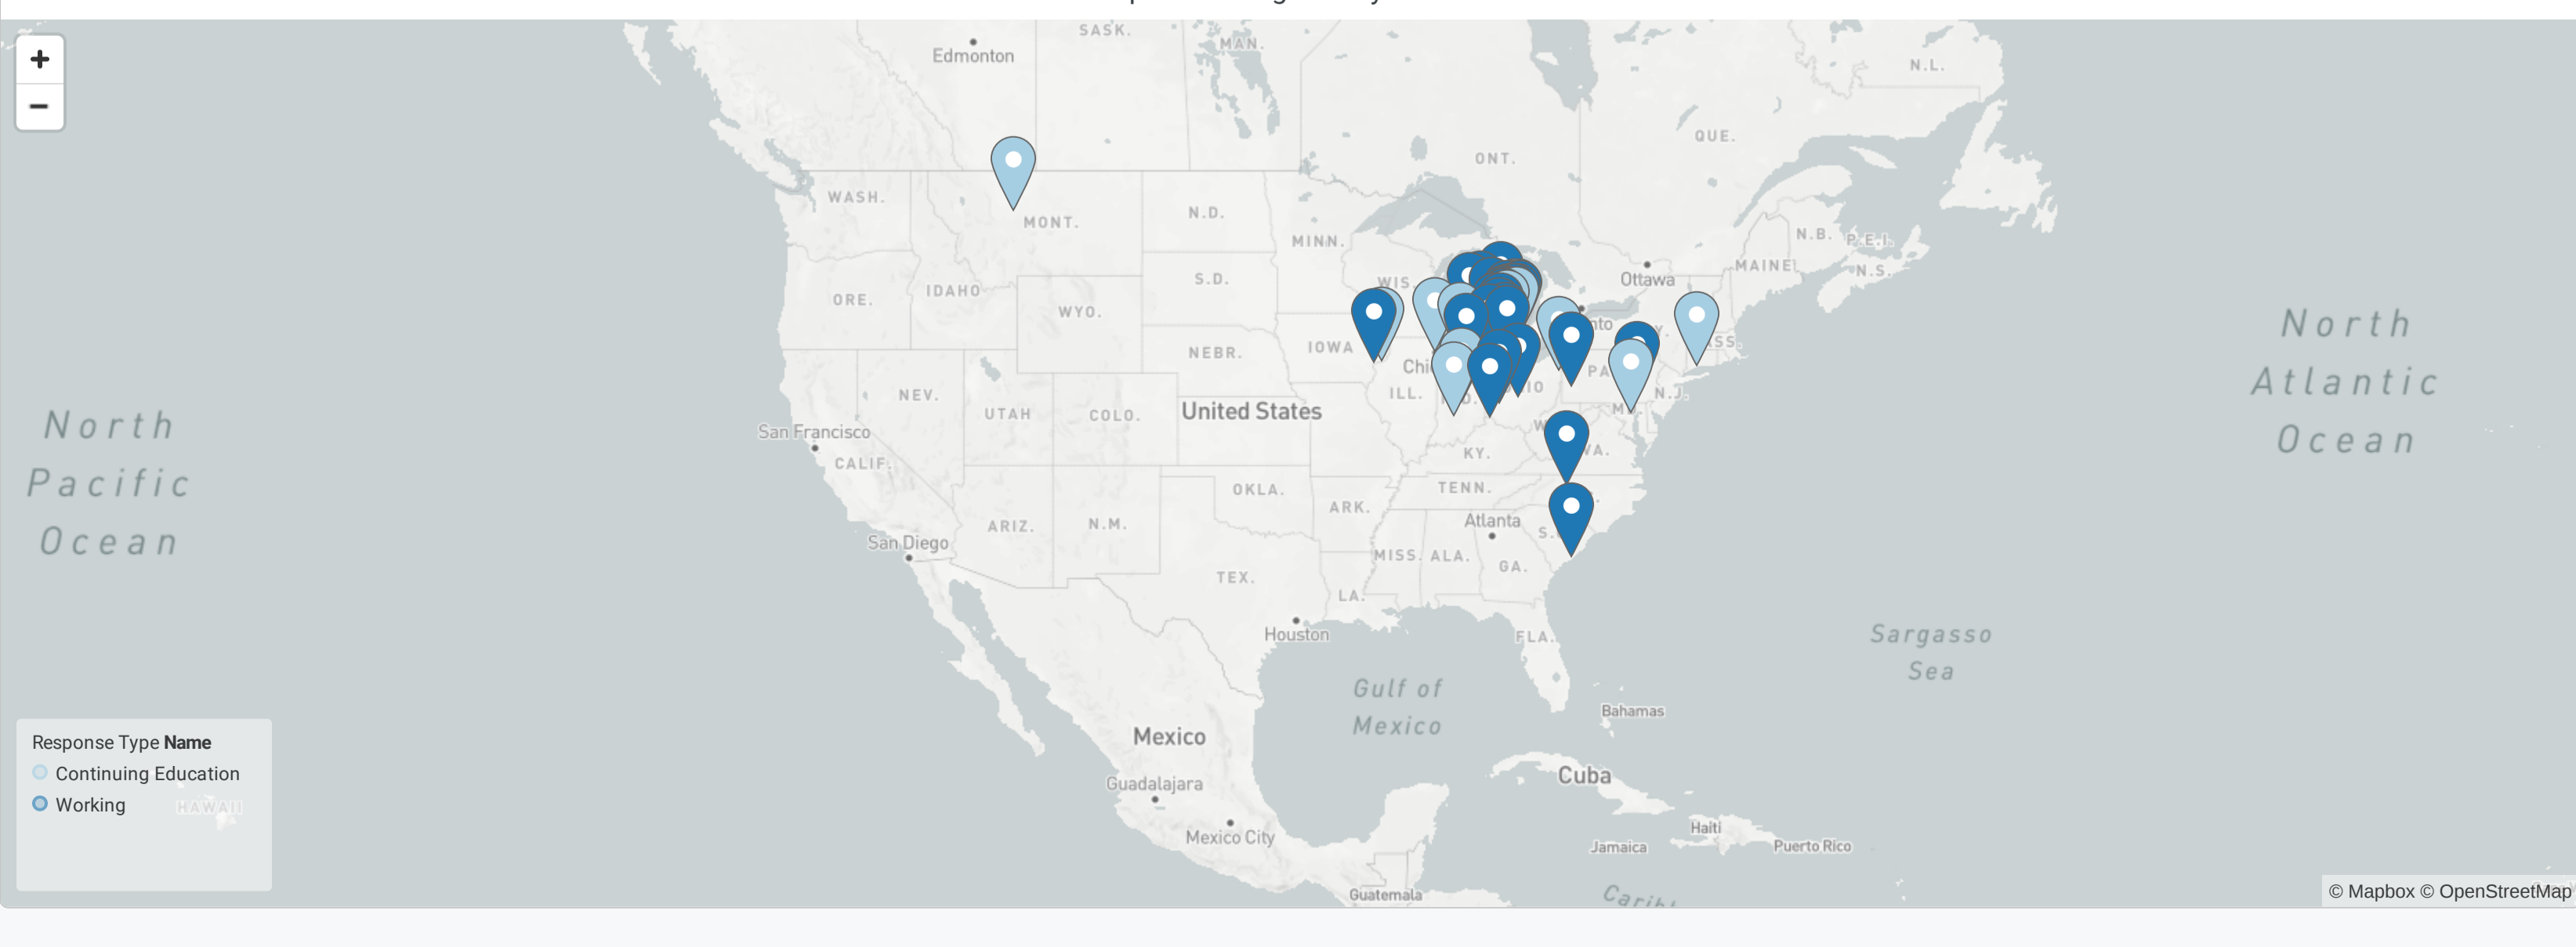 +
−
SASK.
MAN.
N.L.
Edmonton
QUE.
ONT.
WASH.
N.D.
MONT.
MINN.
N.B.
P.E.I.
MAINE
N.S.
Ottawa
S.D.
WIS.
IDAHO
ORE.
WYO.
North
Atlantic
Ocean
IOWA
NEBR.
PA
NEV.
ILL.
N.J.
UTAH
COLO.
United States
North
Pacific
Ocean
San Francisco
CALIF.
KY.
VA.
OKLA.
TENN.
ARK.
ARIZ.
N.M.
Atlanta
San Diego
MISS.
ALA.
GA.
TEX.
LA.
Houston
FLA.
Sargasso
Sea
Gulf of
Mexico
Bahamas
Mexico
Cuba
Guadalajara
Haiti
Mexico City
Jamaica
Puerto Rico
Guatemala
Response Type Name
Continuing Education
Working
HAWAII
© Mapbox © OpenStreetMap